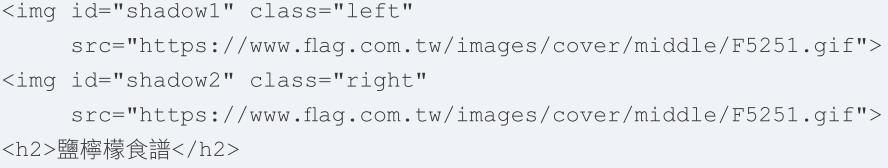 <img id="shadow1" class="left"
     src="https://www.flag.com.tw/images/cover/middle/F5251.gif">
<img id="shadow2" class="right"
     src="https://www.flag.com.tw/images/cover/middle/F5251.gif">
<h2>鹽檸檬食譜</h2>